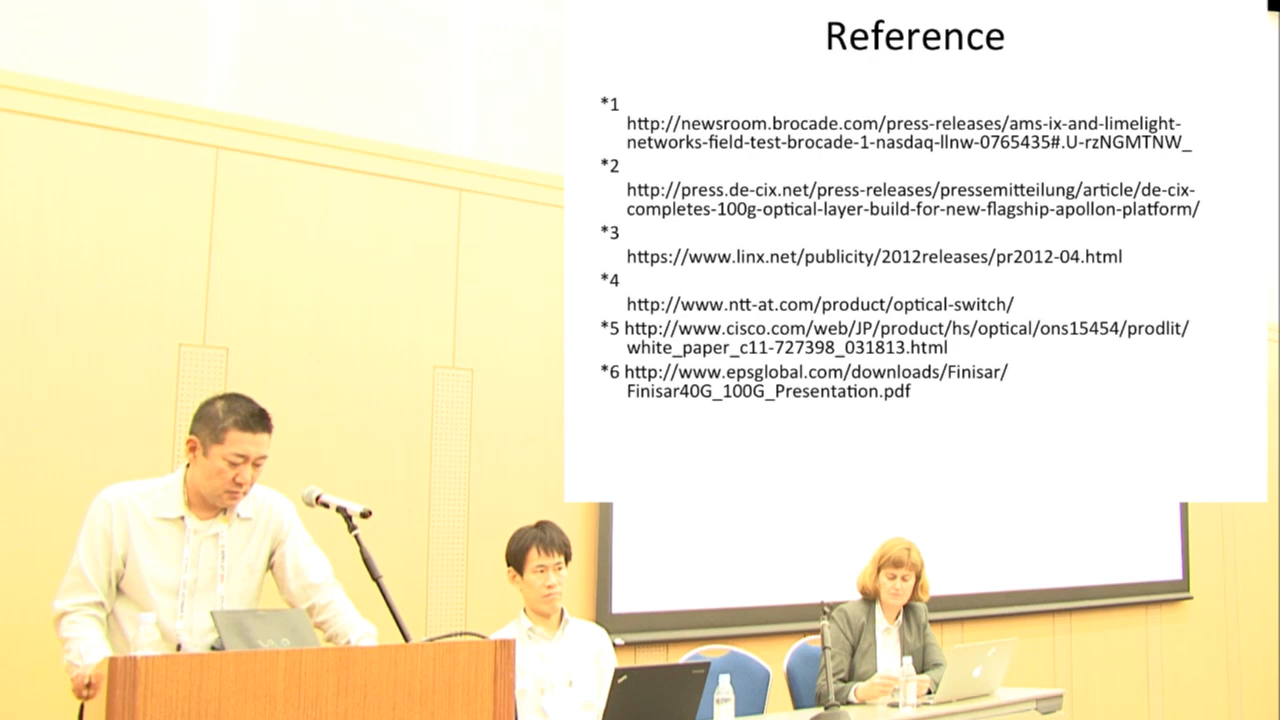 Reference
*1
http://newsroom.brocade.com/press-releases/ams-ix-and-limelight-
networks-field-test-brocade-1-nasdaq-llnw-0765435#.U-rzNGMTNW_
*2
http://press.de-cix.net/press-releases/pressemitteilung/article/de-cix-
completes-100g-optical-layer-build-for-new-flagship-apollon-platform/
*3
https://www.linx.net/publicity/2012releases/pr2012-04.html
*4
http://www.ntt-at.com/product/optical-switch/
*5 http://www.cisco.com/web/JP/product/hs/optical/ons15454/prodlit/
white_paper_c11-727398_031813.html
*6 http://www.epsglobal.com/downloads/Finisar/
Finisar40G_100G_Presentation.pdf
VAIO